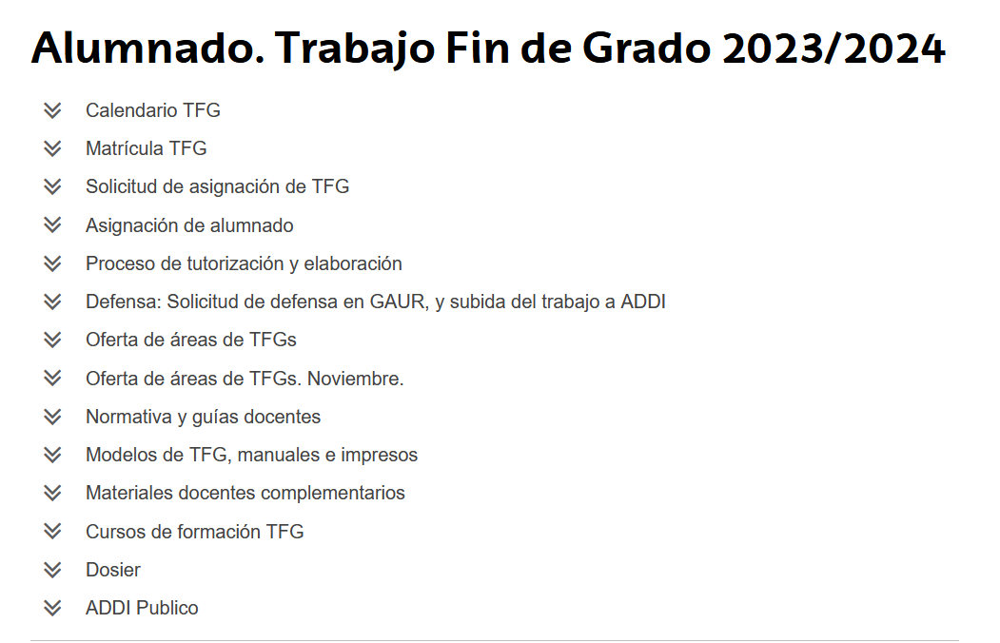 Alumnado. Trabajo Fin de Grado 2023/2024
Calendario TFG
Matrícula TFG
Solicitud de asignación de TFG
Asignación de alumnado
Proceso de tutorización y elaboración
Defensa: Solicitud de defensa en GAUR, y subida del trabajo a ADDI
Oferta de áreas de TFGs
Oferta de áreas de TFGs. Noviembre.
Normativa y guías docentes
Modelos de TFG, manuales e impresos
Materiales docentes complementarios
Cursos de formación TFG
Dosier
ADDI Publico